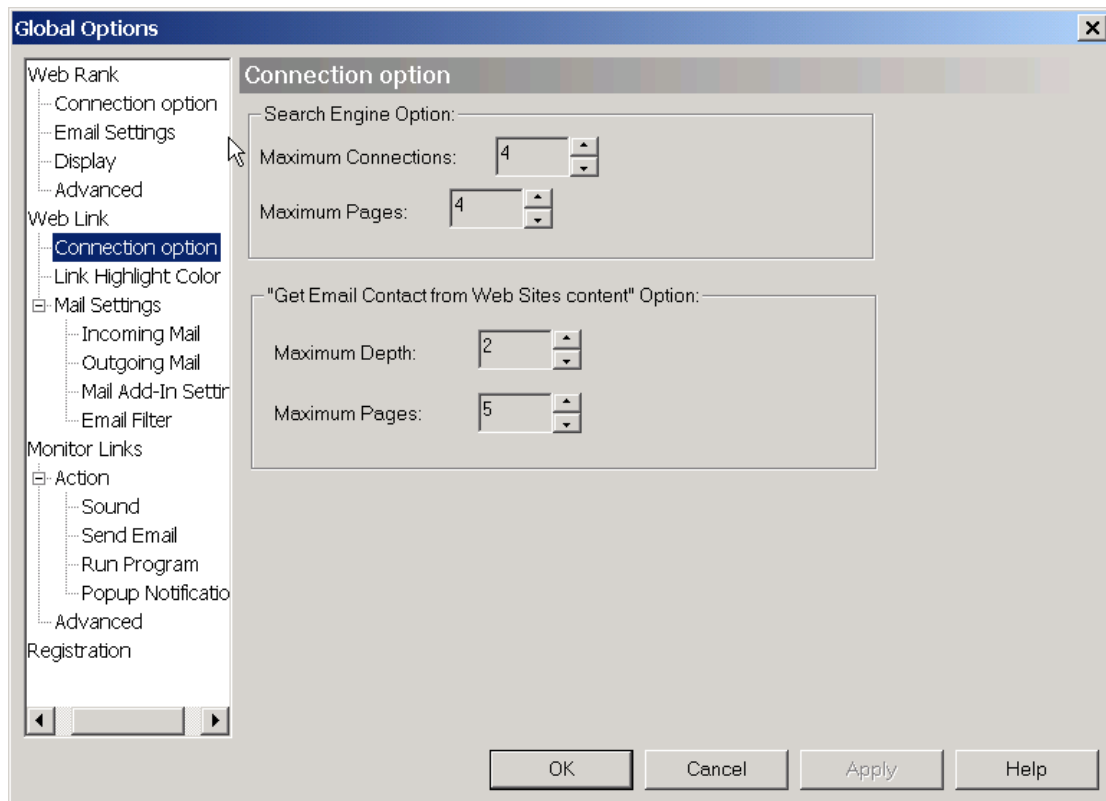 Global Options
Web Rank
Connection option
Email Settings
Display
Advanced
Web Link
Connection option
Link Highlight Color
Mail Settings
Incoming Mail
Outgoing Mail
Mail Add-In Settir
Email Filter
Monitor Links
Action
Sound
Send Email
Run Program
Popup Notificatio
Advanced
Registration
Connection option
Search Engine Option:
Maximum Connections: 4
Maximum Pages: 4
"Get Email Contact from Web Sites content" Option:
Maximum Depth: 2
Maximum Pages: 5
OK Cancel Apply Help